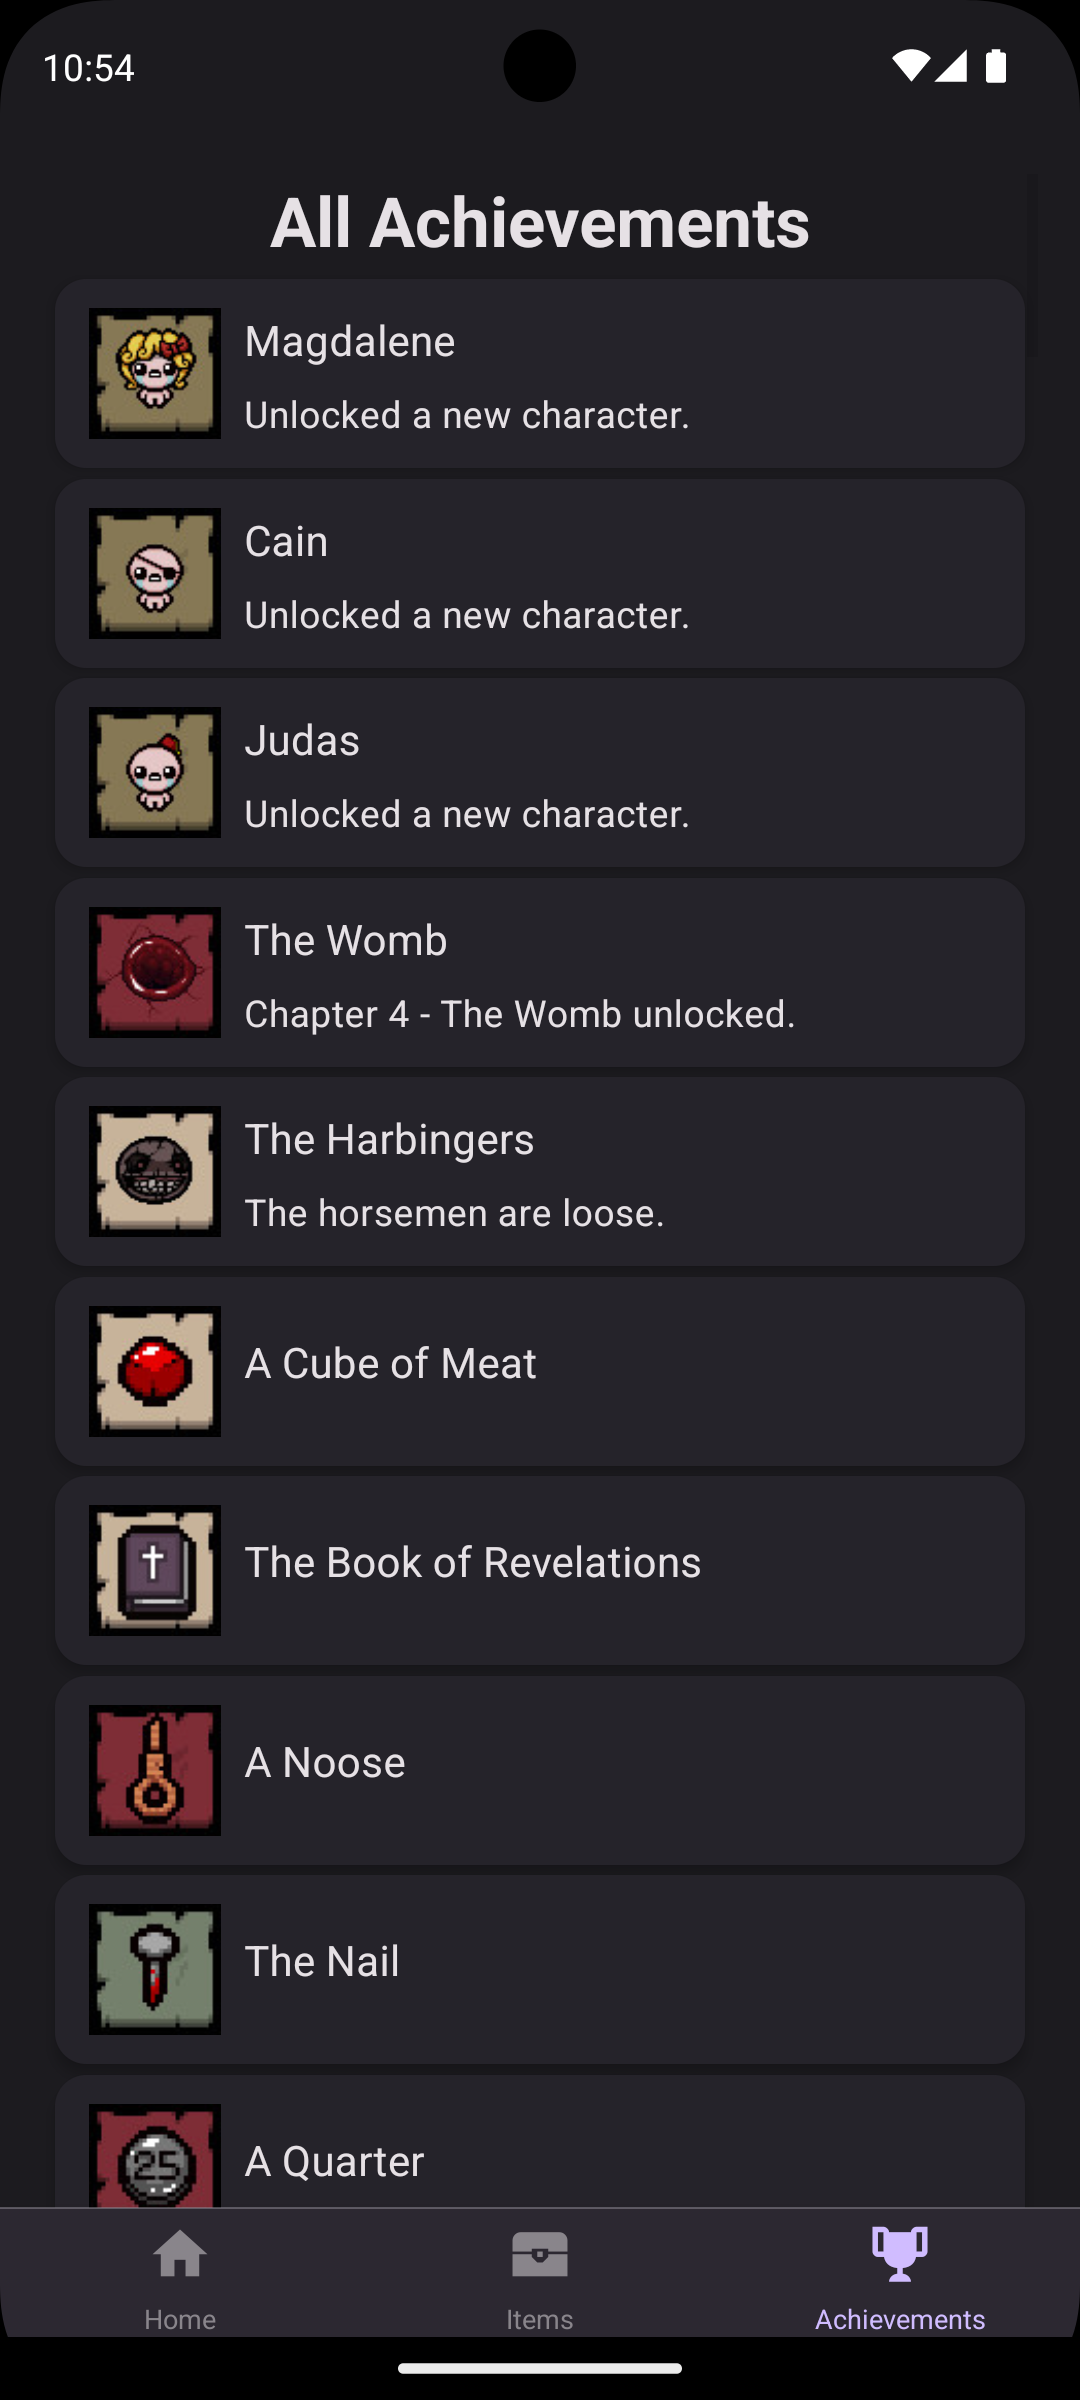 10:54
All Achievements
Magdalene
Unlocked a new character.
Cain
Unlocked a new character.
Judas
Unlocked a new character.
The Womb
Chapter 4 - The Womb unlocked.
The Harbingers
The horsemen are loose.
A Cube of Meat
The Book of Revelations
A Noose
The Nail
25
A Quarter
Home
Items
Achievements